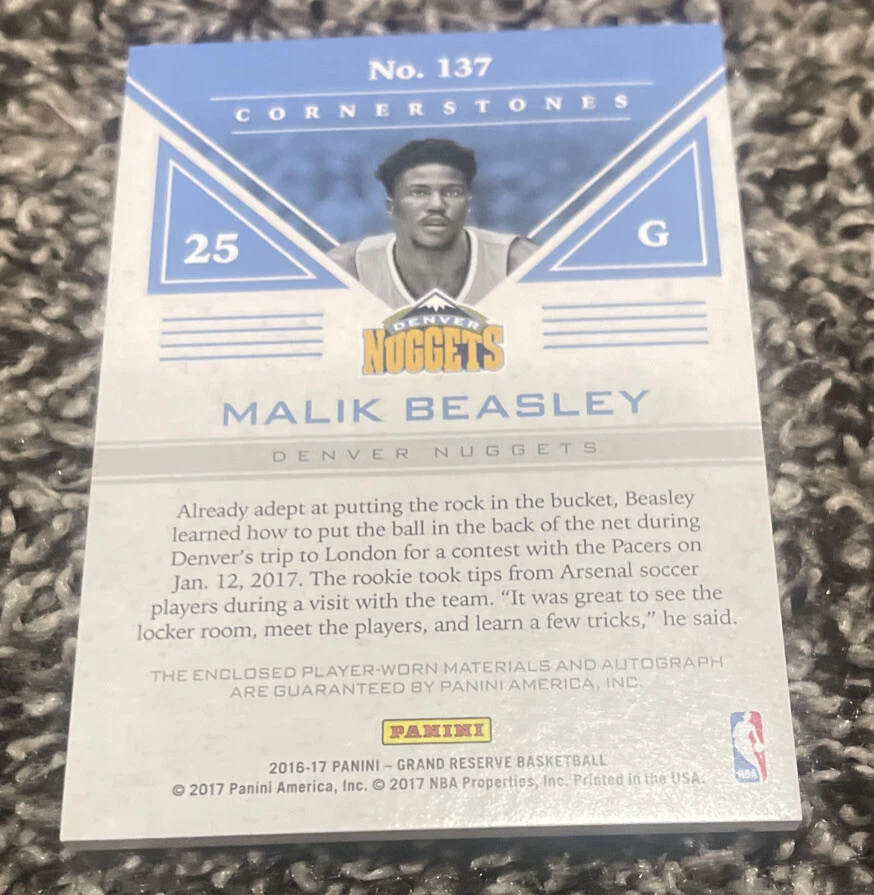 No. 137
CORNERSTONES
25
G
DENVER
NUGGETS
MALIK BEASLEY
DENVER NUGGETS
Already adept at putting the rock in the bucket, Beasley
learned how to put the ball in the back of the net during
Denver's trip to London for a contest with the Pacers on
Jan. 12, 2017. The rookie took tips from Arsenal soccer
players during a visit with the team. “It was great to see the
locker room, meet the players, and learn a few tricks,” he said.
THE ENCLOSED PLAYER-WORN MATERIALS AND AUTOGRAPH
ARE GUARANTEED BY PANINI AMERICA, INC.
PANINI
NBA
2016-17 PANINI – GRAND RESERVE BASKETBALL
© 2017 Panini America, Inc. © 2017 NBA Properties, Inc. Printed in the USA.